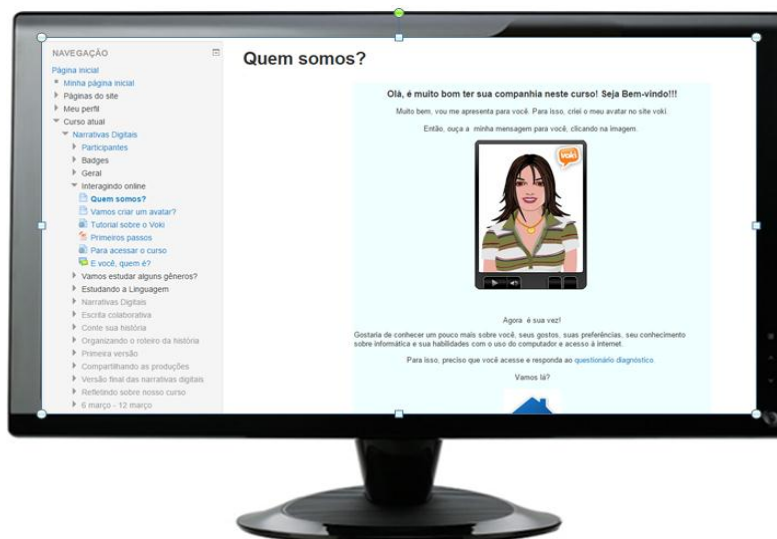 NAVEGAÇÃO
Página inicial
Minha página inicial
Páginas do site
Meu perfil
Curso atual
Narrativas Digitais
Participantes
Badges
Geral
Interagindo online
Quem somos?
Vamos criar um avatar?
Tutorial sobre o Voki
Primeiros passos
Para acessar o curso
E você, quem é?
Vamos estudar alguns gêneros?
Estudando a Linguagem
Narrativas Digitais
Escrita colaborativa
Conte sua história
Organizando o roteiro da história
Primeira versão
Compartilhando as produções
Versão final das narrativas digitais
Refletindo sobre nosso curso
6 março - 12 março
Quem somos?
Olá, é muito bom ter sua companhia neste curso! Seja Bem-vindo!!!
Muito bem, vou me apresenta para você. Para isso, criei o meu avatar no site voki.
Então, ouça a minha mensagem para você, clicando na imagem.
voki
Agora é sua vez!
Gostaria de conhecer um pouco mais sobre você, seus gostos, suas preferências, seu conhecimento
sobre informática e sua habilidades com o uso do computador e acesso à internet.
Para isso, preciso que você acesse e responda ao questionário diagnóstico.
Vamos lá?